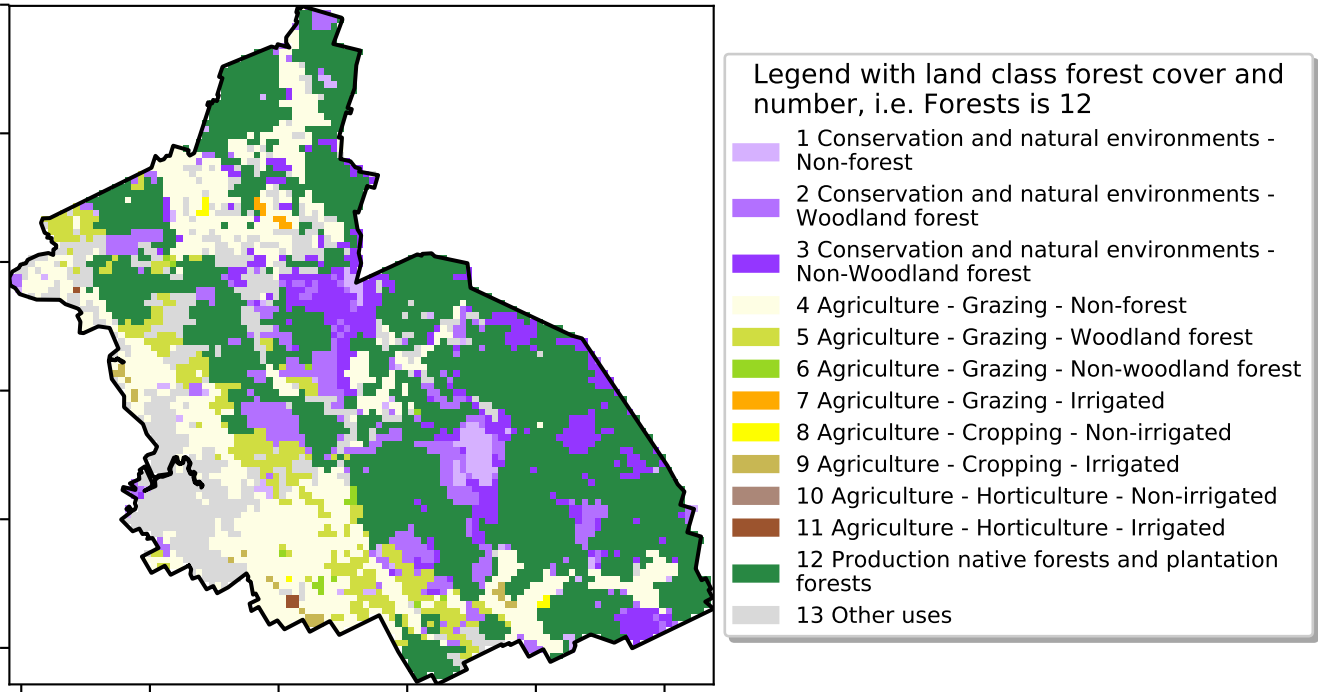 Legend with land class forest cover and
number, i.e. Forests is 12
1 Conservation and natural environments -
Non-forest
2 Conservation and natural environments -
Woodland forest
3 Conservation and natural environments -
Non-Woodland forest
4 Agriculture - Grazing - Non-forest
5 Agriculture - Grazing - Woodland forest
6 Agriculture - Grazing - Non-woodland forest
7 Agriculture - Grazing - Irrigated
8 Agriculture - Cropping - Non-irrigated
9 Agriculture - Cropping - Irrigated
10 Agriculture - Horticulture - Non-irrigated
11 Agriculture - Horticulture - Irrigated
12 Production native forests and plantation
forests
13 Other uses